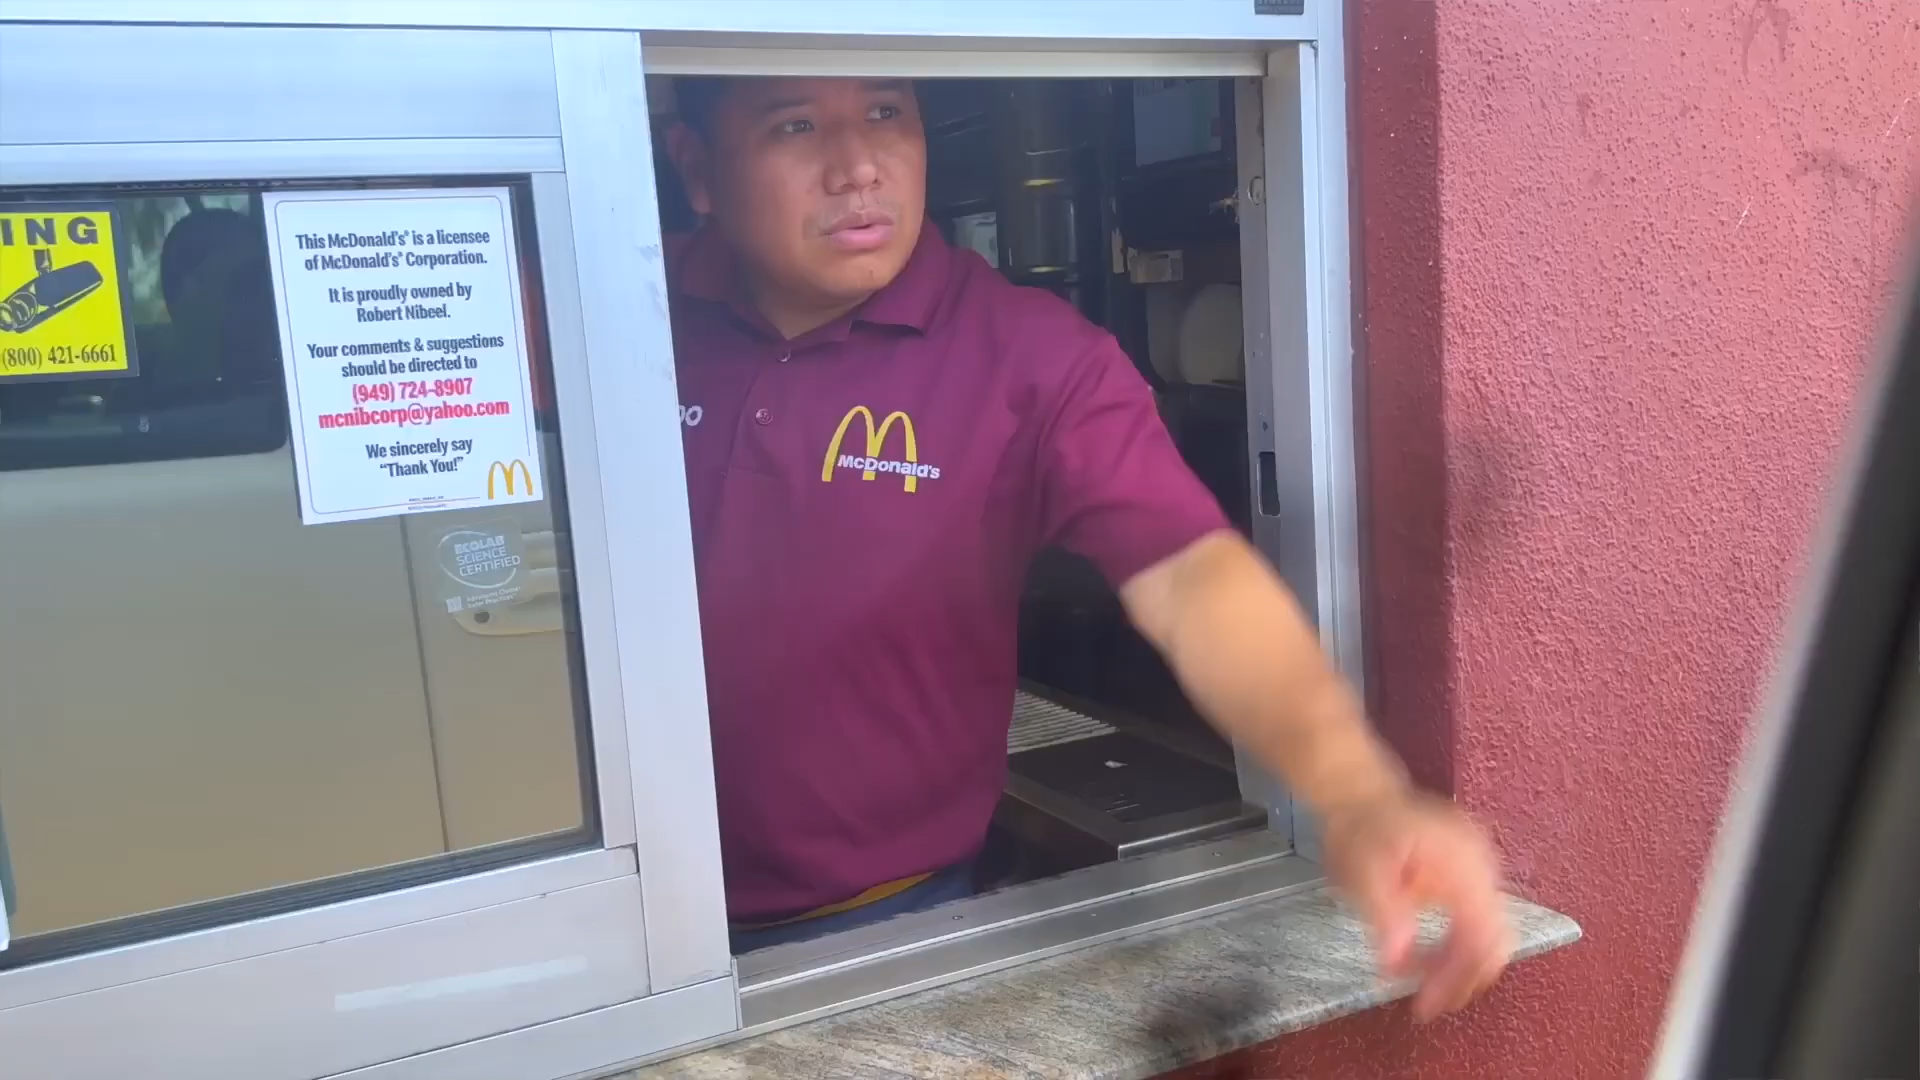 ING
(800) 421-6661
This McDonald's® is a licensee
of McDonald's® Corporation.
It is proudly owned by
Robert Nibeel.
Your comments & suggestions
should be directed to
(949) 724-8907
mcnibcorp@yahoo.com
We sincerely say
"Thank You!"
ECOLAB
SCIENCE
CERTIFIED
McDonald's